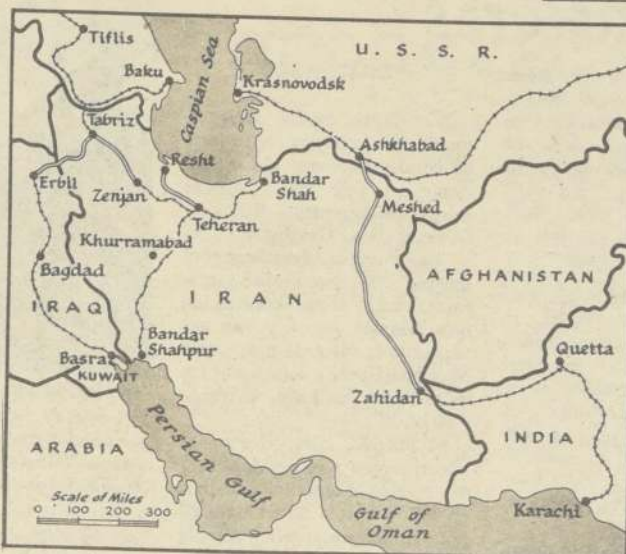 Tiflis
U. S. S. R.
Baku
Caspian Sea
Krasnovodsk
Tabriz
Ashkhabad
Resht
Erbil
Bandar
Shah
Zenjan
Meshed
Teheran
Khurramabad
AFGHANISTAN
Bagdad
IRAN
IRAQ
Bandar
Shahpur
Basra
Quetta
KUWAIT
Zahidan
Persian Gulf
ARABIA
INDIA
Scale of Miles
0 100 200 300
Gulf of
Oman
Karachi